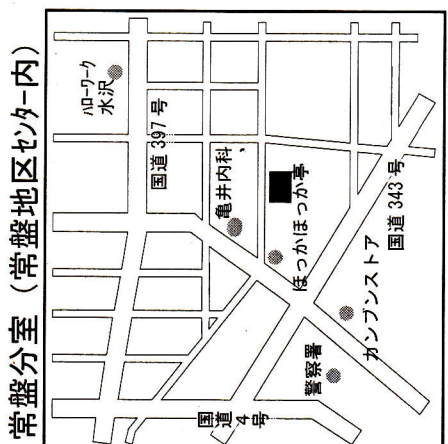 常盤分室(常盤地区センター内)
ハローワーク
水沢
国道397号
亀井内科
ほっかほっか亭
国道343号
カンブンストア
警察署
国道
4号